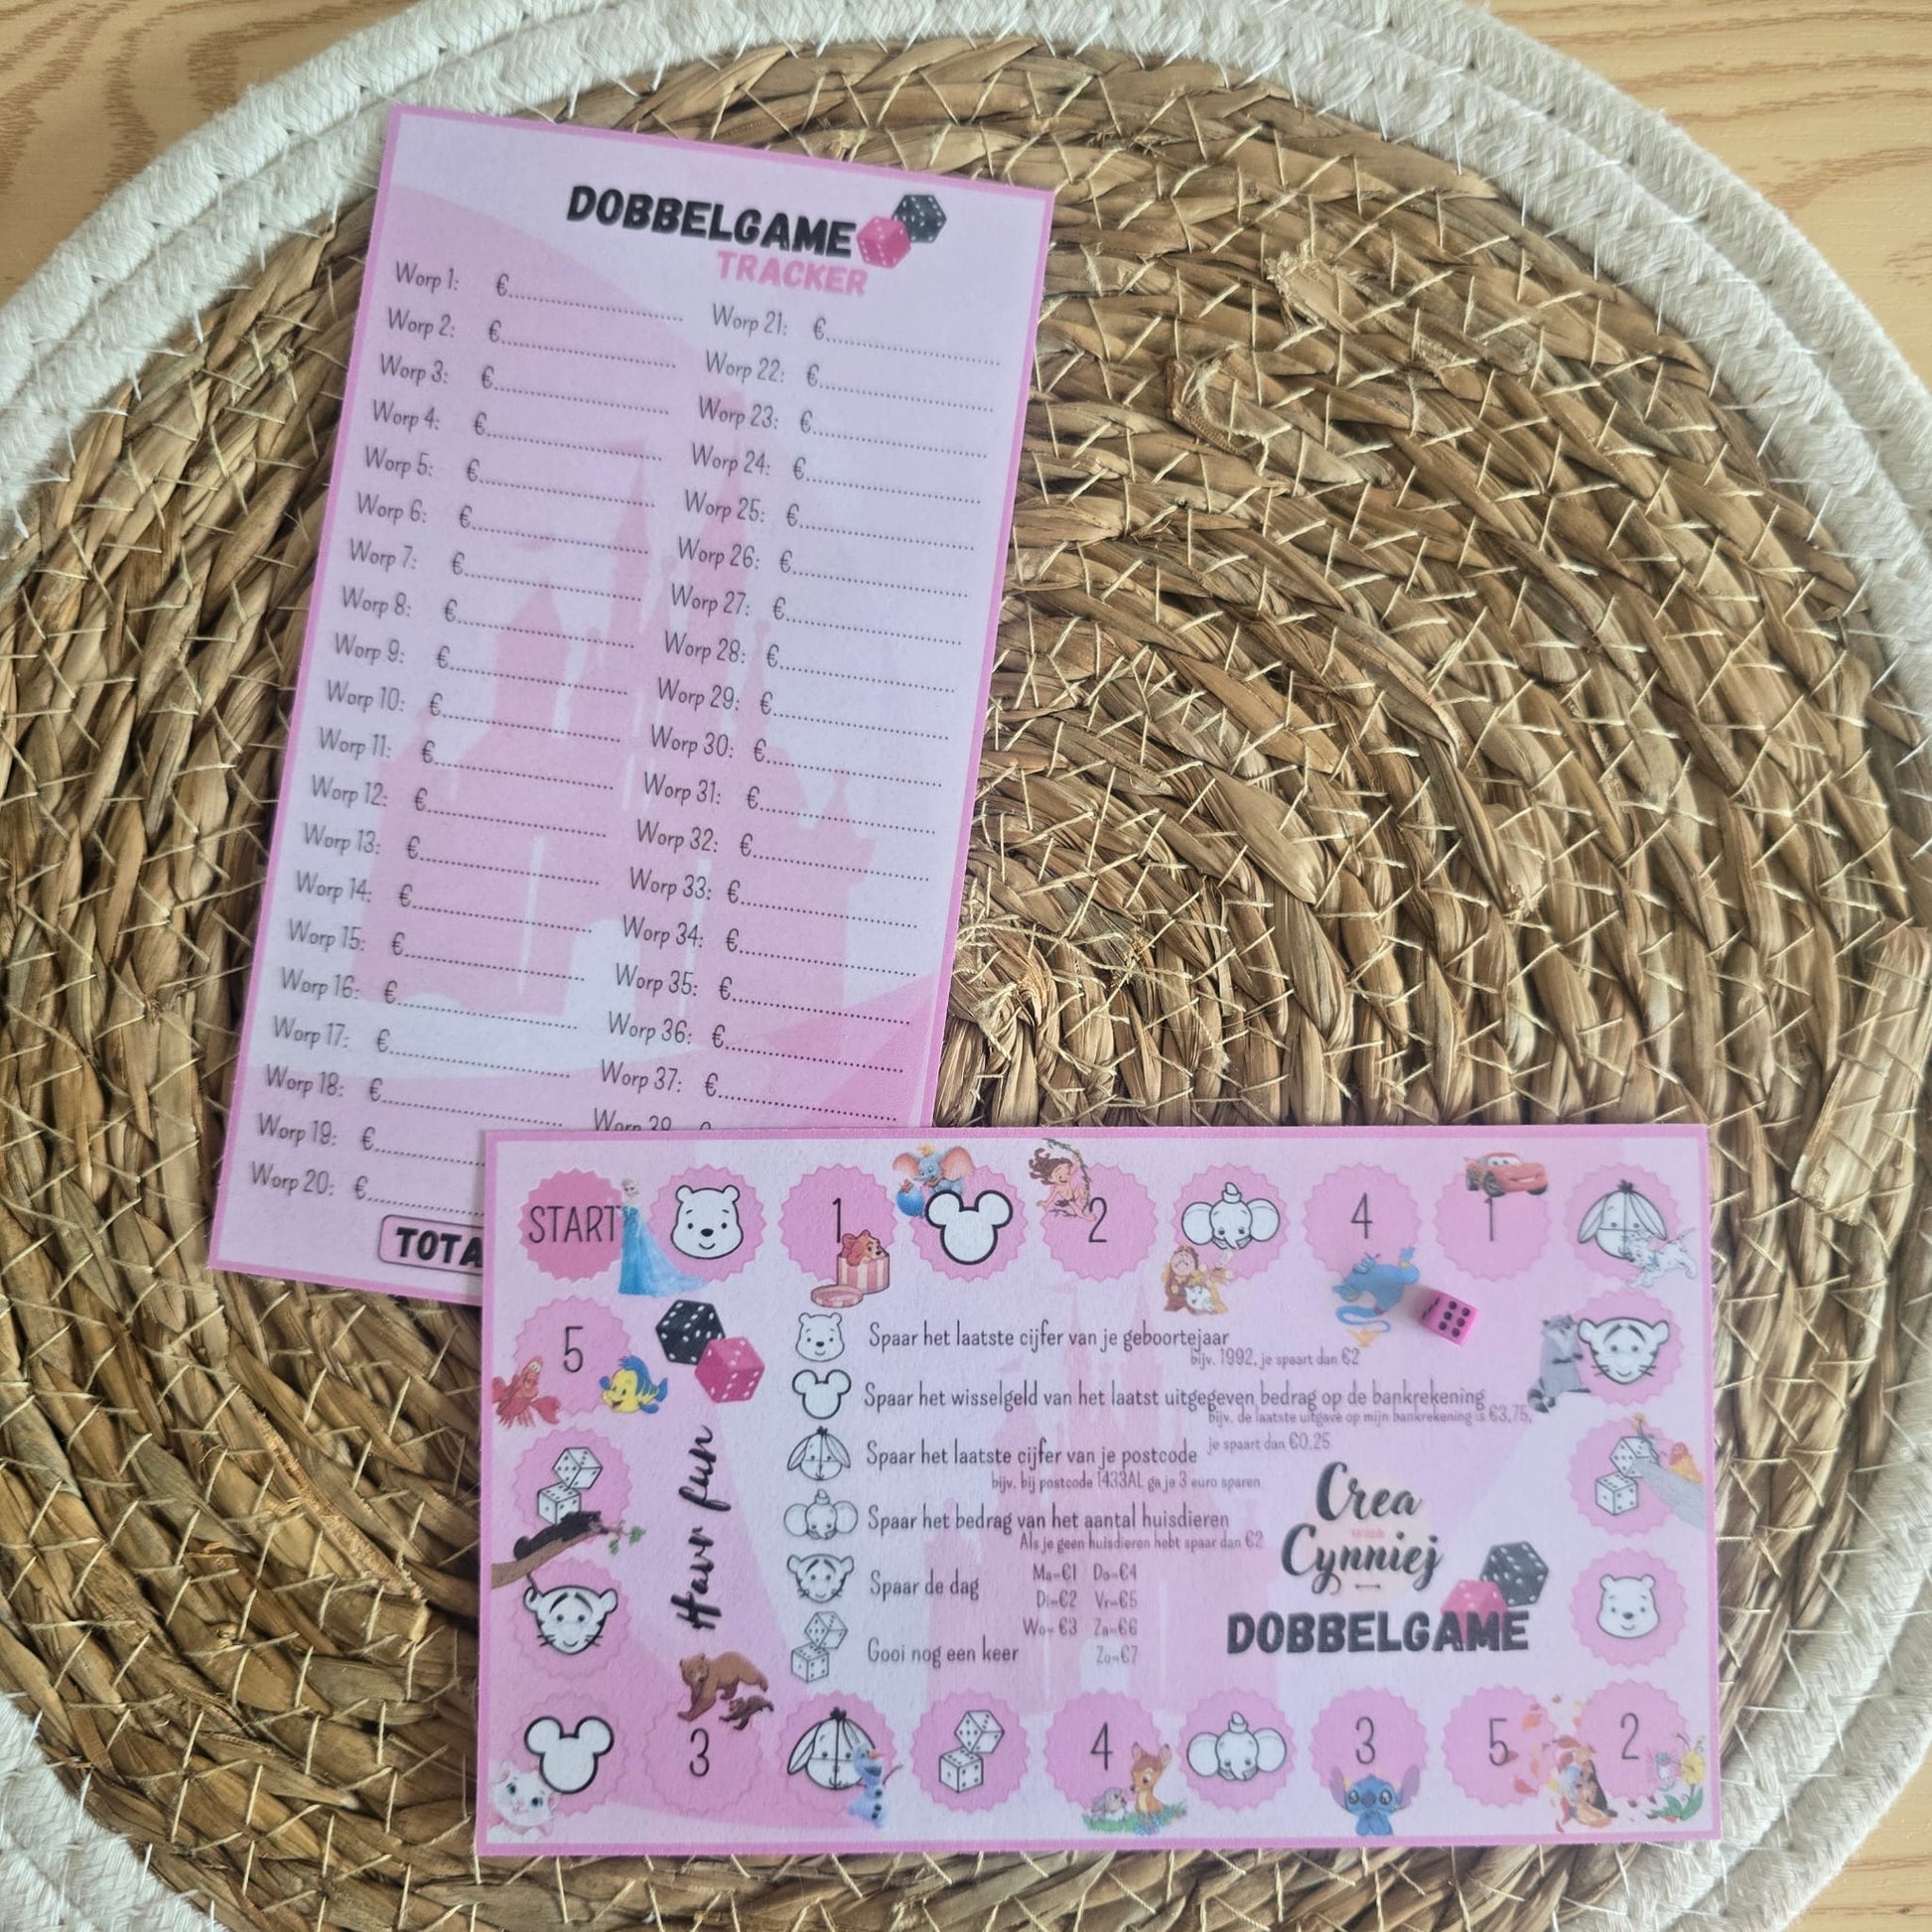 DOBBELGAME
TRACKER
Worp 1: €
Worp 2: €
Worp 3: €
Worp 4: €
Worp 5: €
Worp 6: €
Worp 7: €
Worp 8: €
Worp 9: €
Worp 10: €
Worp 11: €
Worp 12: €
Worp 13: €
Worp 14: €
Worp 15: €
Worp 16: €
Worp 17: €
Worp 18: €
Worp 19: €
Worp 20: €
Worp 21: €
Worp 22: €
Worp 23: €
Worp 24: €
Worp 25: €
Worp 26: €
Worp 27: €
Worp 28: €
Worp 29: €
Worp 30: €
Worp 31: €
Worp 32: €
Worp 33: €
Worp 34: €
Worp 35: €
Worp 36: €
Worp 37: €
TOTA
START 1 2 4 1
5
Have fun
Spaar het laatste cijfer van je geboortejaar
bijv. 1992, je spaart dan €2
Spaar het wisselgeld van het laatst uitgegeven bedrag op de bankrekening
bijv. de laatste uitgave op mijn bankrekening is €3,75,
je spaart dan €0,25
Spaar het laatste cijfer van je postcode
bijv. bij postcode 1433AL ga je 3 euro sparen
Spaar het bedrag van het aantal huisdieren
Als je geen huisdieren hebt spaar dan €2
Spaar de dag
Ma=€1 Do=€4
Di=€2 Vr=€5
Wo= €3 Za=€6
Zo=€7
Gooi nog een keer
Crea
with
Cynniej
DOBBELGAME
3 4 3 5 2